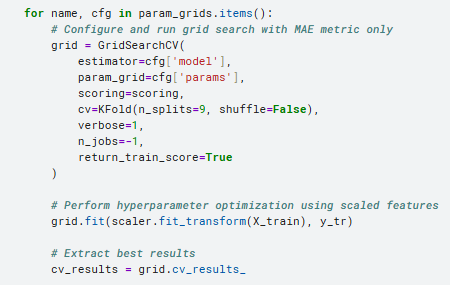 for name, cfg in param_grids.items():
    # Configure and run grid search with MAE metric only
    grid = GridSearchCV(
        estimator=cfg['model'],
        param_grid=cfg['params'],
        scoring=scoring,
        cv=KFold(n_splits=9, shuffle=False),
        verbose=1,
        n_jobs=-1,
        return_train_score=True
    )

    # Perform hyperparameter optimization using scaled features
    grid.fit(scaler.fit_transform(X_train), y_tr)

    # Extract best results
    cv_results = grid.cv_results_